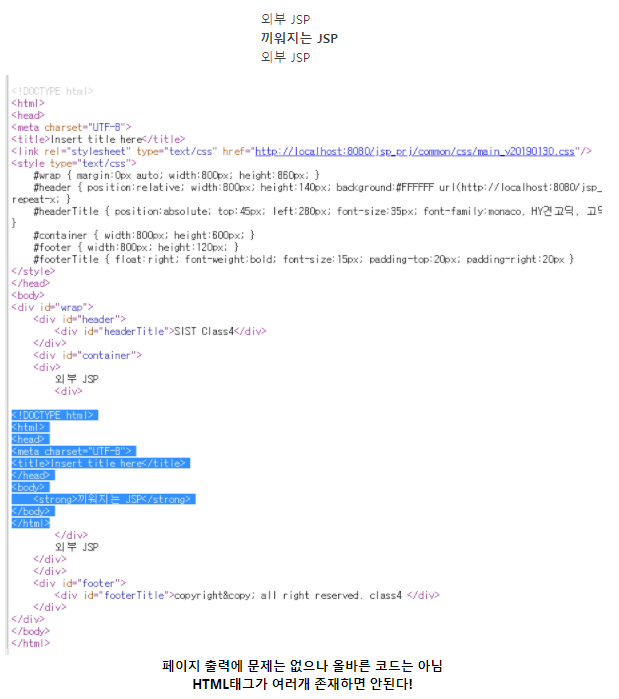 외부 JSP
끼워지는 JSP
외부 JSP
<!DOCTYPE html>
<html>
<head>
<meta charset="UTF-8">
<title>Insert title here</title>
<link rel="stylesheet" type="text/css" href="http://localhost:8080/jsp_prj/common/css/main_v20190130.css"/>
<style type="text/css">
#wrap { margin:0px auto; width:800px; height:860px; }
#header { position:relative; width:800px; height:140px; background:#FFFFFF url(http://localhost:8080/jsp_
repeat-x; }
#headerTitle { position:absolute; top:45px; left:280px; font-size:35px; font-family:monaco, HY견고딕, 고딕
}
#container { width:800px; height:600px; }
#footer { width:800px; height:120px; }
#footerTitle { float:right; font-weight:bold; font-size:15px; padding-top:20px; padding-right:20px }
</style>
</head>
<body>
<div id="wrap">
<div id="header">
<div id="headerTitle">SIST Class4</div>
</div>
<div id="container">
<div>
외부 JSP
<div>
<!DOCTYPE html>
<html>
<head>
<meta charset="UTF-8">
<title>Insert title here</title>
</head>
<body>
<strong>끼워지는 JSP</strong>
</body>
</html>
</div>
외부 JSP
</div>
</div>
<div id="footer">
<div id="footerTitle">copyright&copy; all right reserved. class4 </div>
</div>
</div>
</body>
</html>
페이지 출력에 문제는 없으나 올바른 코드는 아님
HTML태그가 여러개 존재하면 안된다!